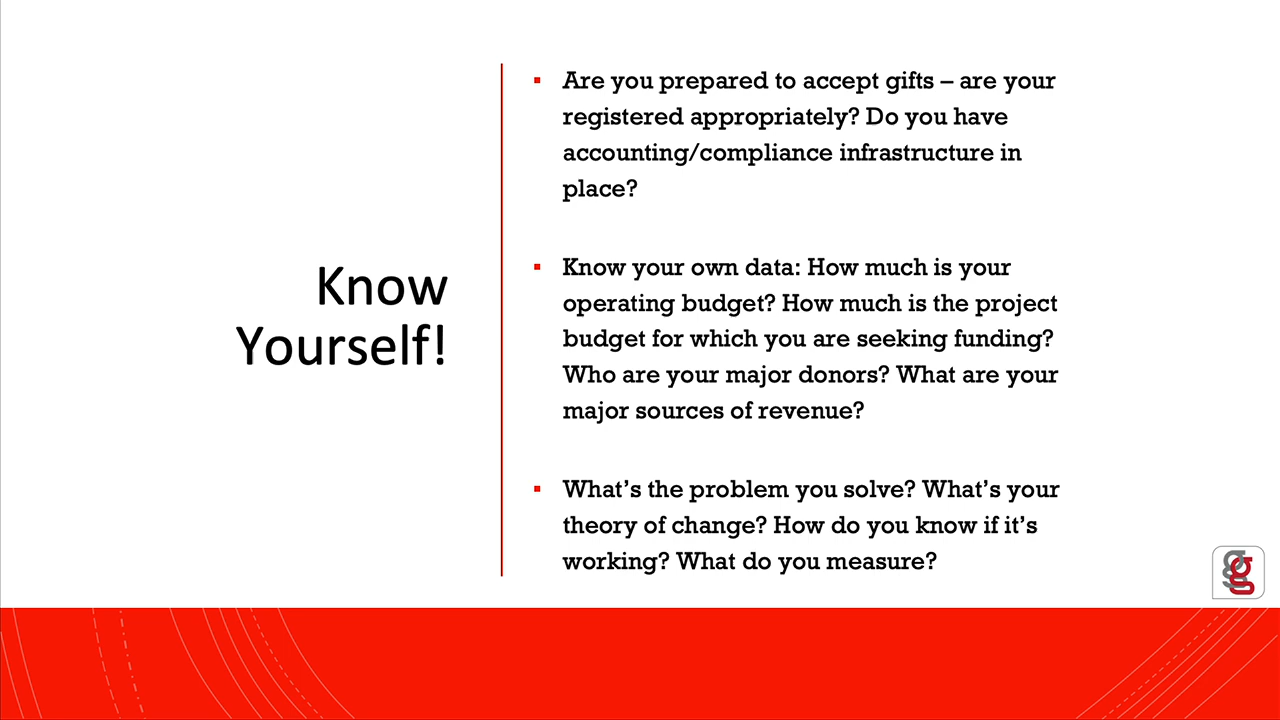 Know
Yourself!
▪ Are you prepared to accept gifts – are your
registered appropriately? Do you have
accounting/compliance infrastructure in
place?
▪ Know your own data: How much is your
operating budget? How much is the project
budget for which you are seeking funding?
Who are your major donors? What are your
major sources of revenue?
▪ What’s the problem you solve? What’s your
theory of change? How do you know if it’s
working? What do you measure?
gg